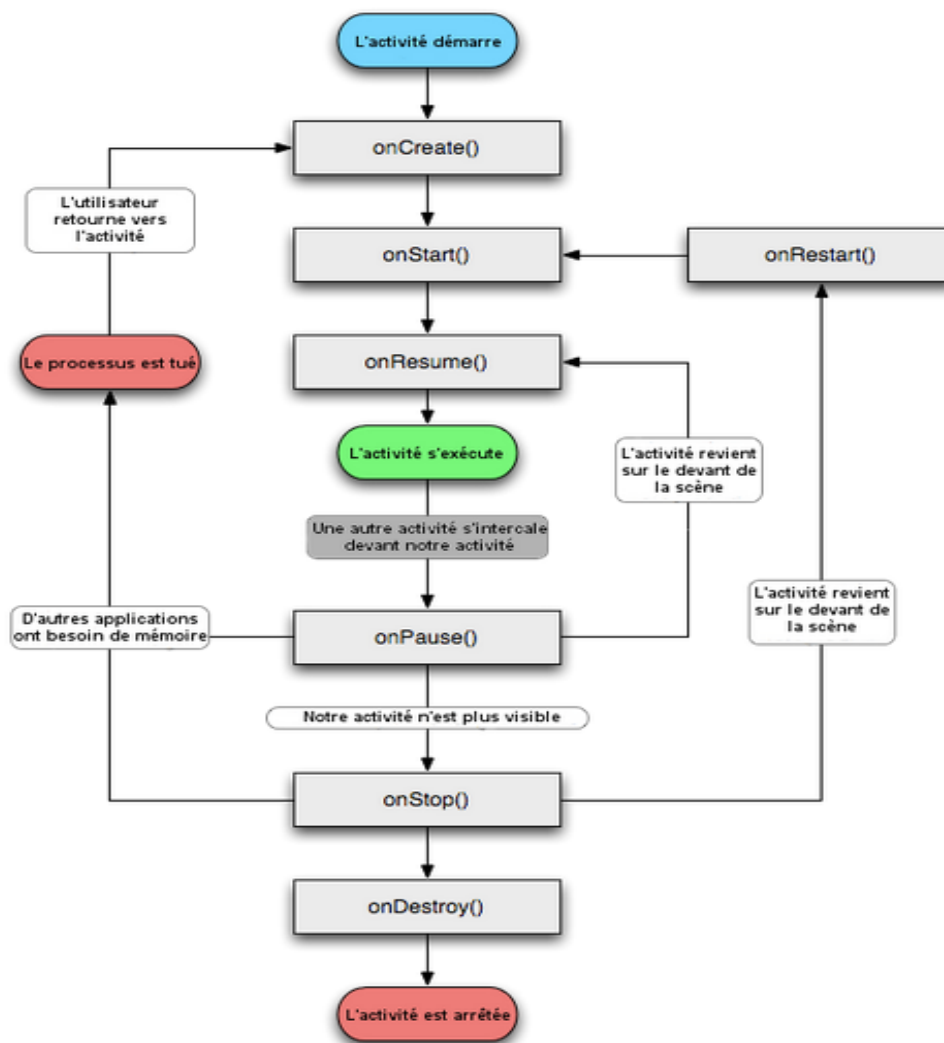 L'activité démarre
onCreate()
L'utilisateur
retourne vers
l'activité
onStart()
onRestart()
Le processus est tué
onResume()
L'activité s'exécute
L'activité revient
sur le devant de
la scène
Une autre activité s'intercale
devant notre activité
D'autres applications
ont besoin de mémoire
onPause()
L'activité revient
sur le devant de
la scène
Notre activité n'est plus visible
onStop()
onDestroy()
L'activité est arrêtée